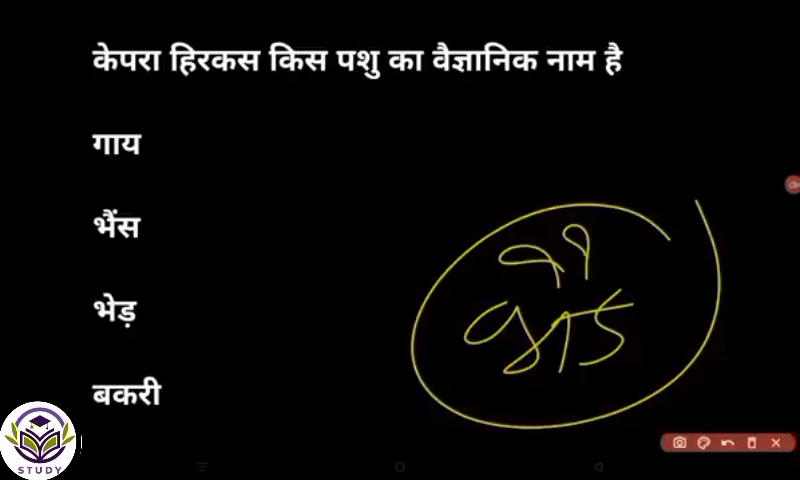 केपरा हिरकस किस पशु का वैज्ञानिक नाम है
गाय
भैंस
भेड़
बकरी
STUDY